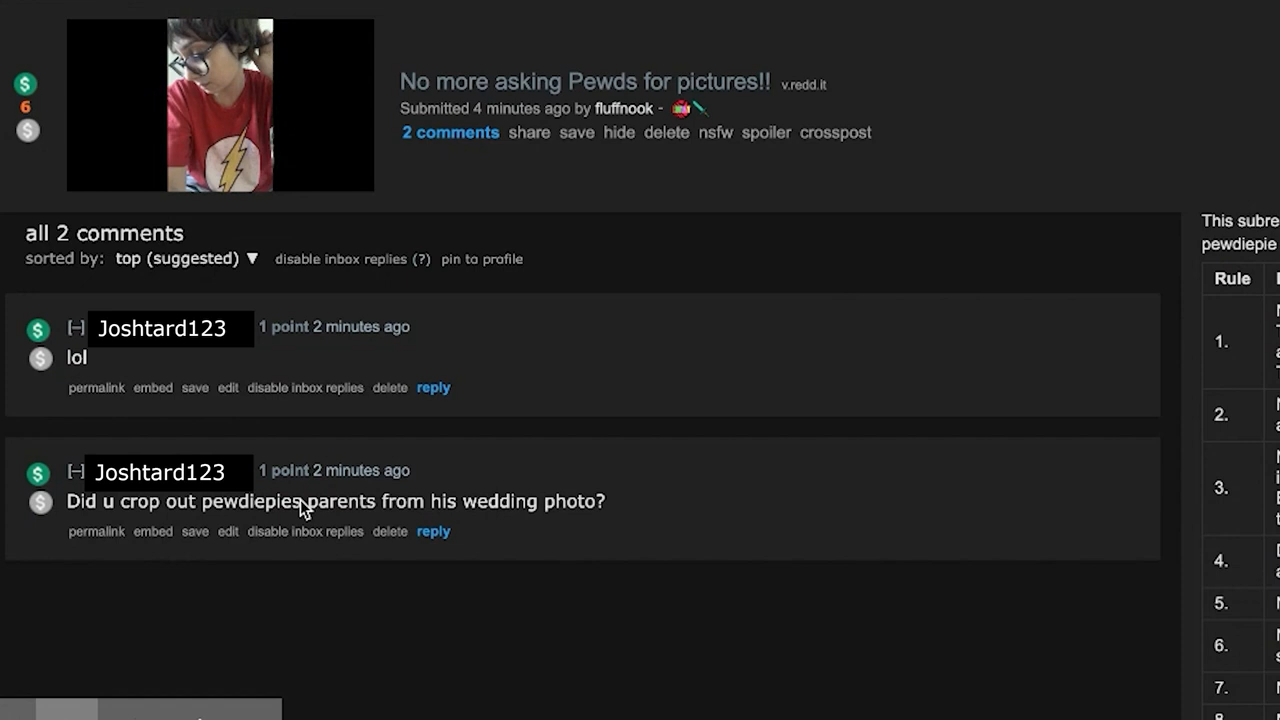 No more asking Pewds for pictures!! v.redd.it
6
Submitted 4 minutes ago by fluffnook -
2 comments share save hide delete nsfw spoiler crosspost
This subre
pewdiepie
all 2 comments
sorted by: top (suggested) ▼ disable inbox replies (?) pin to profile
Rule
[–] Joshtard123 1 point 2 minutes ago
lol
permalink embed save edit disable inbox replies delete reply
1.
2.
[–] Joshtard123 1 point 2 minutes ago
Did u crop out pewdiepies parents from his wedding photo?
permalink embed save edit disable inbox replies delete reply
3.
4.
5.
6.
7.